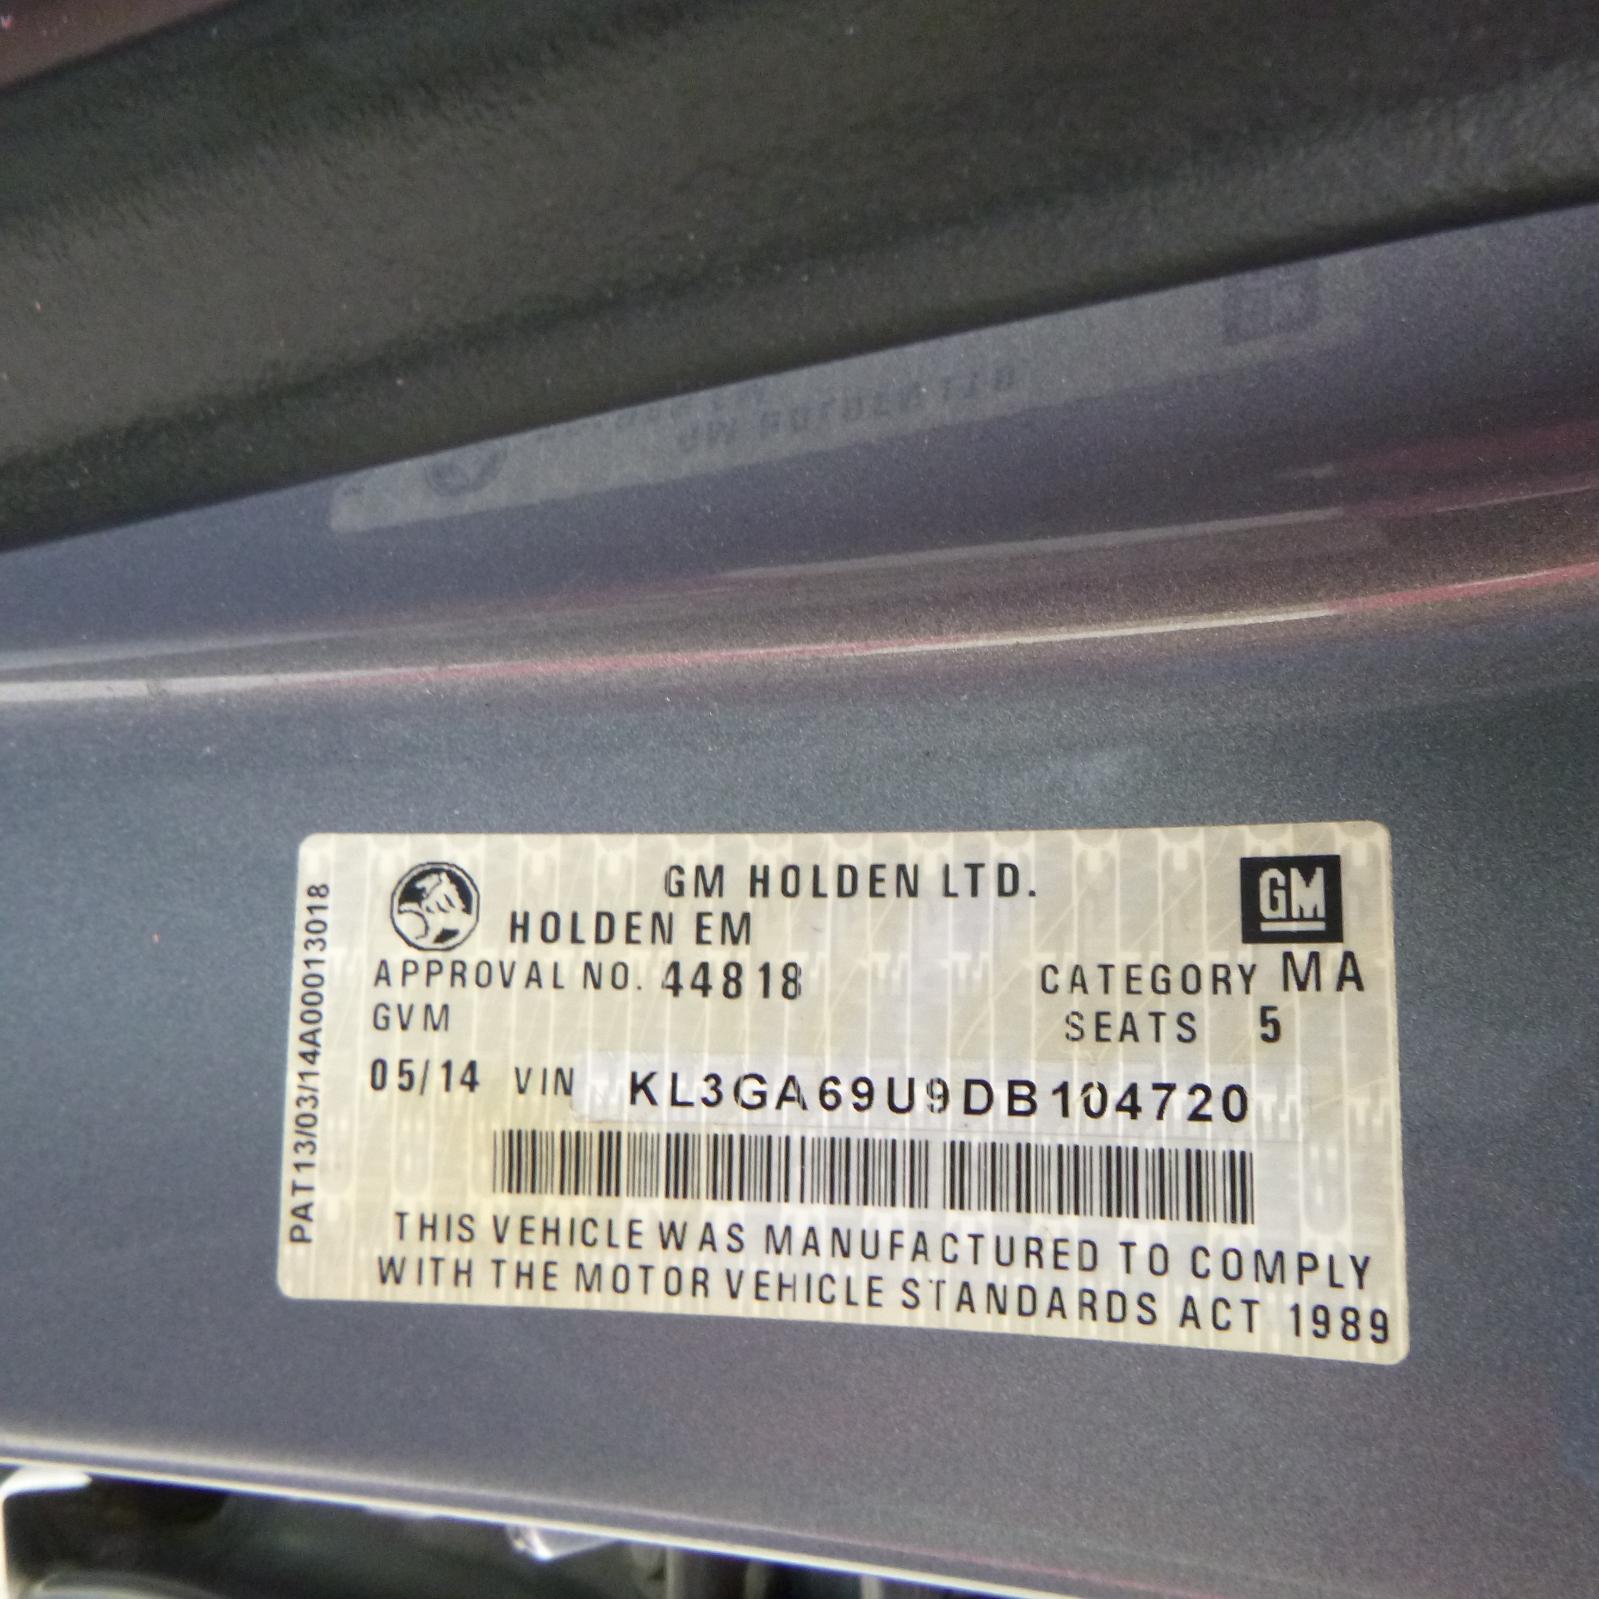 GM HOLDEN LTD.
GM
HOLDEN EM
APPROVAL NO. 44818
CATEGORY MA
GVM
SEATS 5
05/14 VIN KL3GA69U9DB104720
THIS VEHICLE WAS MANUFACTURED TO COMPLY
WITH THE MOTOR VEHICLE STANDARDS ACT 1989
PAT13/03/14A00013018